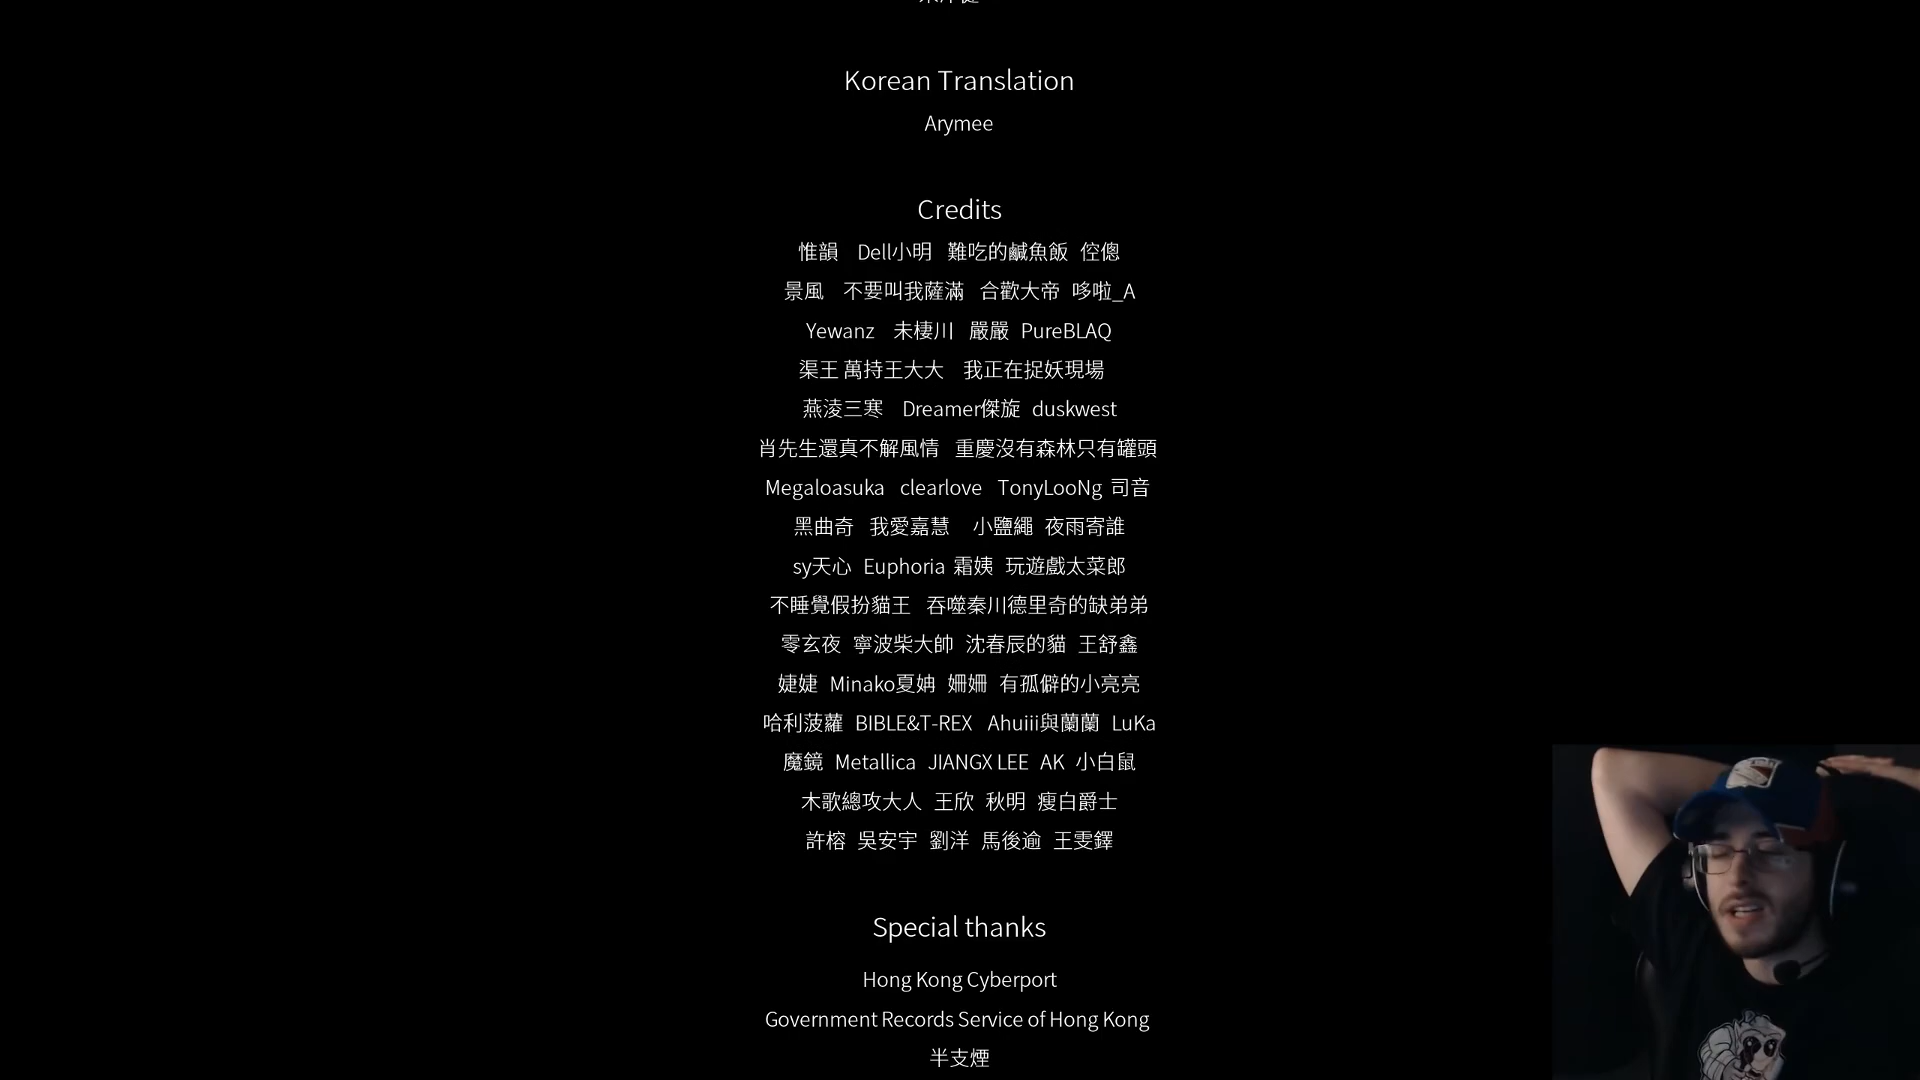 Korean Translation
Arymee
Credits
惟韻 Dell小明 難吃的鹹魚飯 倥傯
景風 不要叫我薩滿 合歡大帝 哆啦_A
Yewanz 未棲川 嚴嚴 PureBLAQ
渠王 萬持王大大 我正在捉妖現場
燕淩三寒 Dreamer傑旋 duskwest
肖先生還真不解風情 重慶沒有森林只有罐頭
Megaloasuka clearlove TonyLooNg 司音
黑曲奇 我愛嘉慧 小鹽繩 夜雨寄誰
sy天心 Euphoria 霜姨 玩遊戲太菜郎
不睡覺假扮貓王 吞噬秦川德里奇的缺弟弟
零玄夜 寧波柴大帥 沈春辰的貓 王舒鑫
婕婕 Minako夏妠 姍姍 有孤僻的小亮亮
哈利菠蘿 BIBLE&T-REX Ahuiii與蘭蘭 LuKa
魔鏡 Metallica JIANGX LEE AK 小白鼠
木歌總攻大人 王欣 秋明 瘦白爵士
許榕 吳安宇 劉洋 馬後逾 王雯鐸
Special thanks
Hong Kong Cyberport
Government Records Service of Hong Kong
半支煙